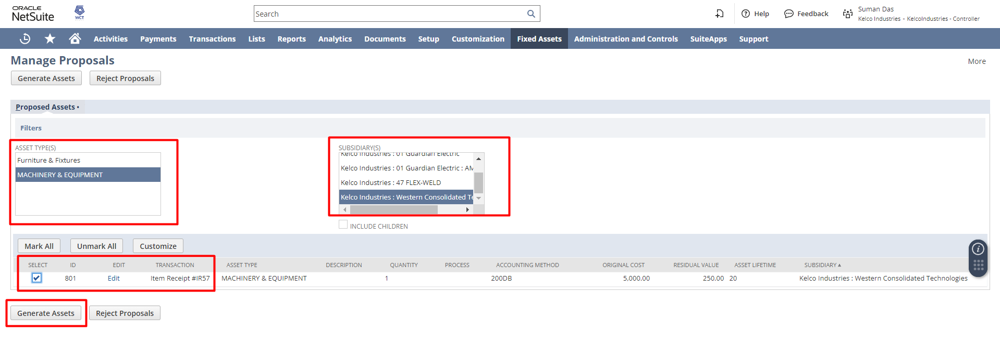 ORACLE
NetSuite
WCT
Search
Help
Feedback
Suman Das
Kelco Industries - KelcoIndustries - Controller
Activities Payments Transactions Lists Reports Analytics Documents Setup Customization Fixed Assets Administration and Controls SuiteApps Support
Manage Proposals
More
Generate Assets Reject Proposals
Proposed Assets •
Filters
ASSET TYPE(S)
Furniture & Fixtures
MACHINERY & EQUIPMENT
SUBSIDIARY(S)
Kelco Industries : 01 Guardian Electric
Kelco Industries : 01 Guardian Electric : AM
Kelco Industries : 47 FLEX-WELD
Kelco Industries : Western Consolidated Te
INCLUDE CHILDREN
Mark All Unmark All Customize
SELECT ID EDIT TRANSACTION ASSET TYPE DESCRIPTION QUANTITY PROCESS ACCOUNTING METHOD ORIGINAL COST RESIDUAL VALUE ASSET LIFETIME SUBSIDIARY ▲
801 Edit Item Receipt #IR57 MACHINERY & EQUIPMENT 1 200DB 5,000.00 250.00 20 Kelco Industries : Western Consolidated Technologies
Generate Assets Reject Proposals